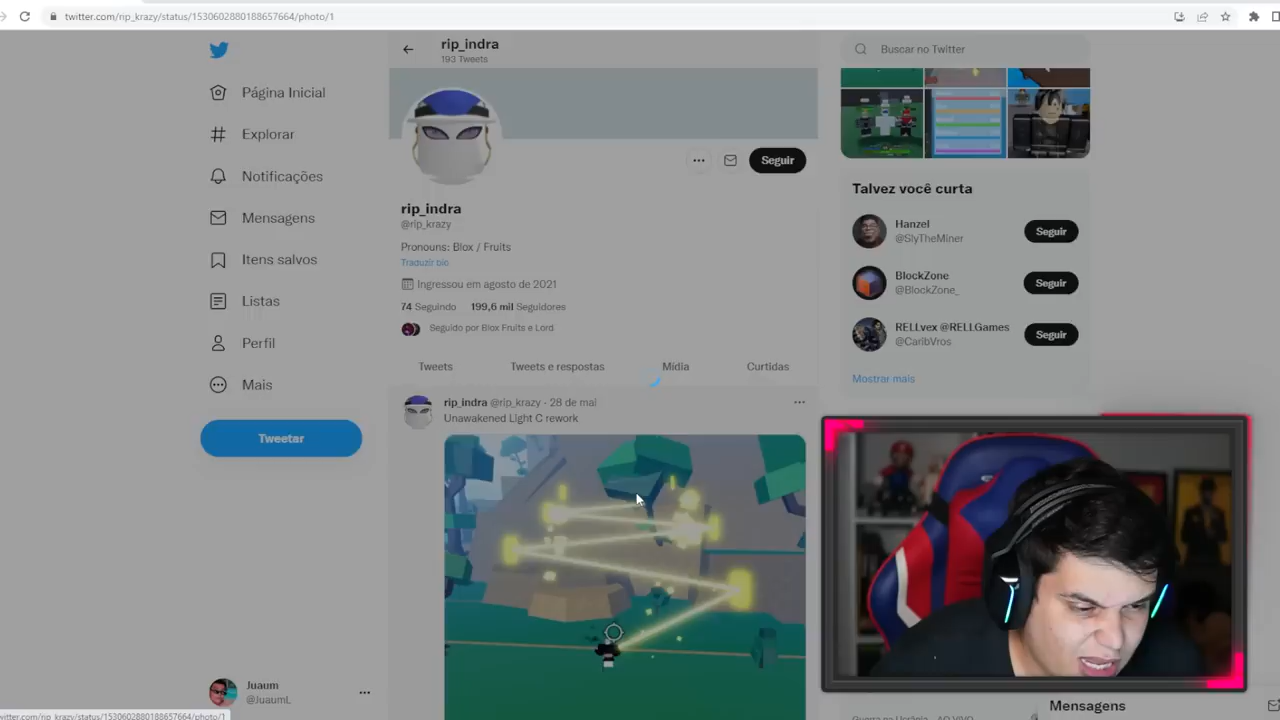 twitter.com/rip_krazy/status/1530602880188657664/photo/1
Página Inicial
Explorar
Notificações
Mensagens
Itens salvos
Listas
Perfil
Mais
Tweetar
Juaum
@JuaumL_
rip_indra
193 Tweets
Seguir
rip_indra
@rip_krazy
Pronouns: Blox / Fruits
Traduzir bio
Ingressou em agosto de 2021
74 Seguindo 199,6 mil Seguidores
Seguido por Blox Fruits e Lord
Tweets Tweets e respostas Mídia Curtidas
rip_indra @rip_krazy · 28 de mai
Unawakened Light C rework
Buscar no Twitter
Talvez você curta
Hanzel
@SlyTheMiner
Seguir
BlockZone
@BlockZone_
Seguir
RELLvex @RELLGames
@CaribVros
Seguir
Mostrar mais
Mensagens
twitter.com/rip_krazy/status/1530602880188657664/photo/1